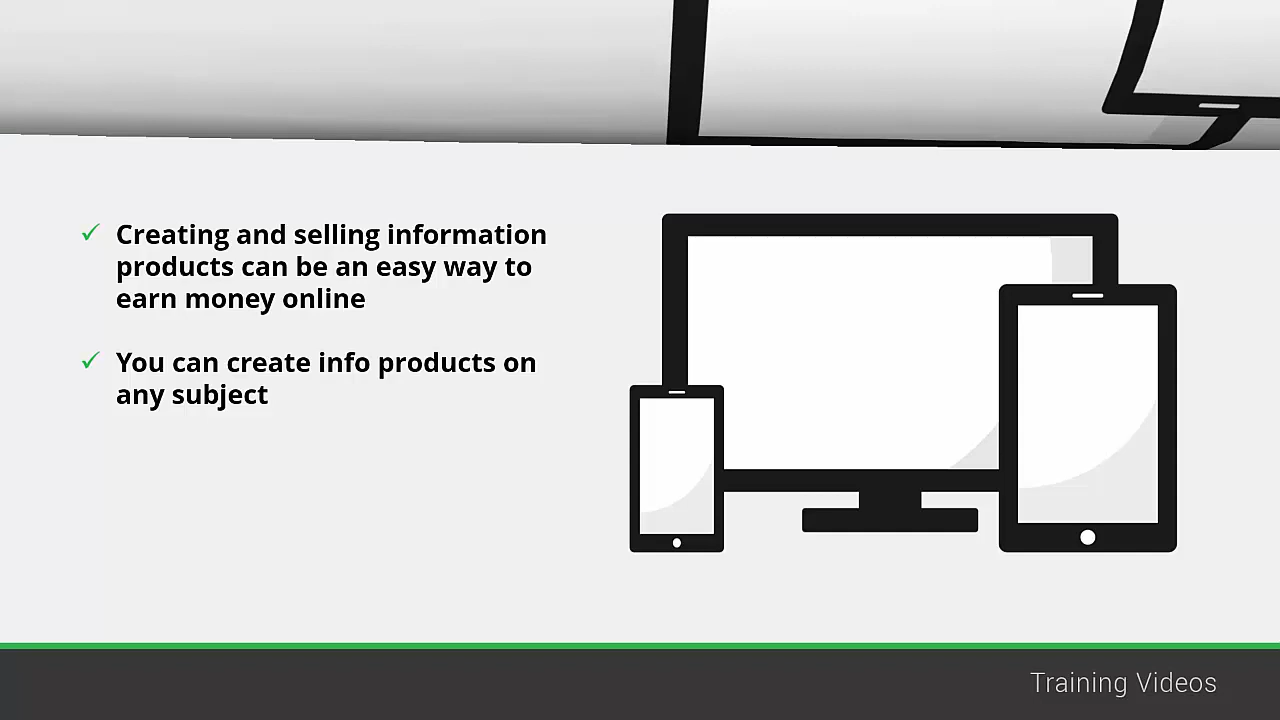 Creating and selling information
products can be an easy way to
earn money online
You can create info products on
any subject
Training Videos